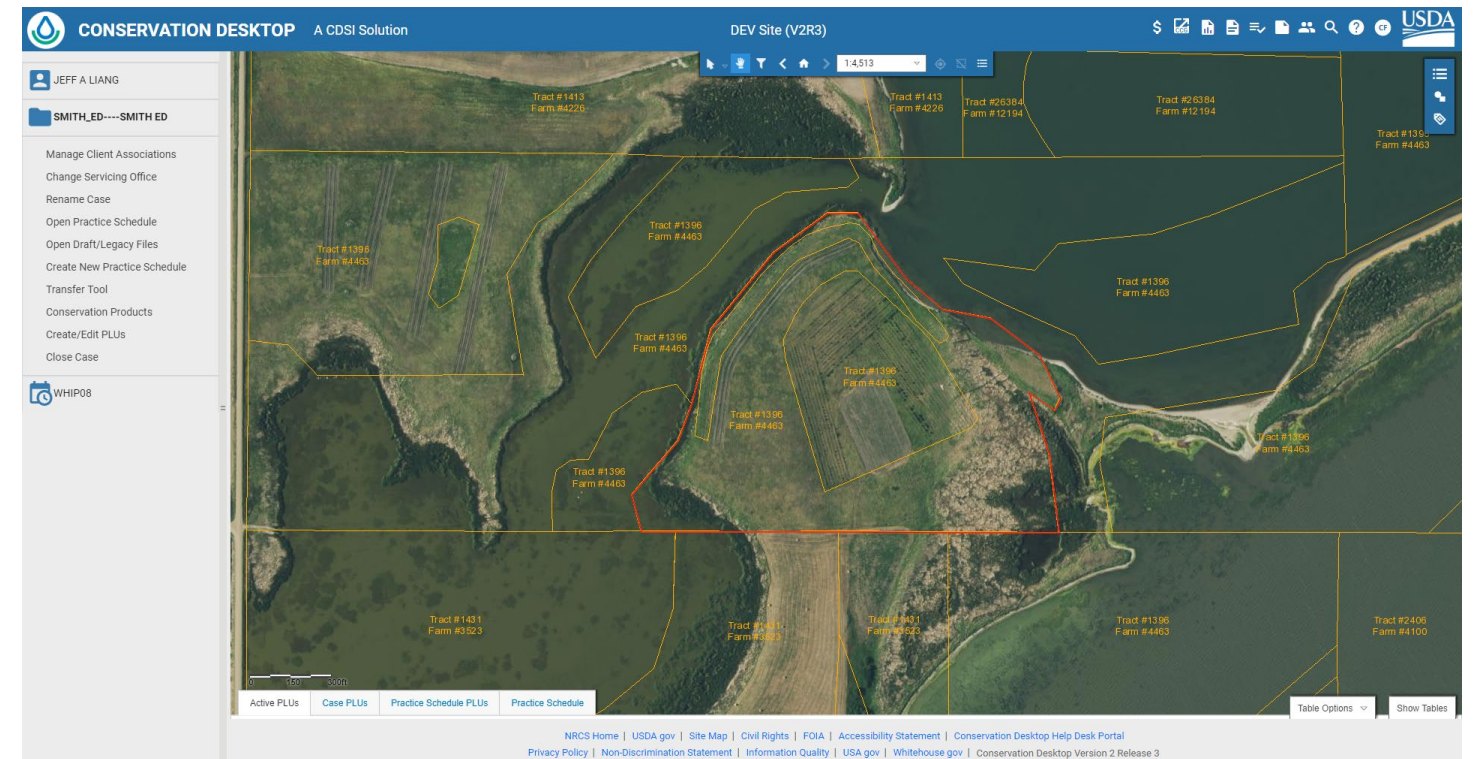 CONSERVATION DESKTOP A CDSI Solution DEV Site (V2R3) $ CF USDA
JEFF A LIANG
SMITH_ED----SMITH ED
Manage Client Associations
Change Servicing Office
Rename Case
Open Practice Schedule
Open Draft/Legacy Files
Create New Practice Schedule
Transfer Tool
Conservation Products
Create/Edit PLUs
Close Case
WHIP08
1:4,513
Tract #1413
Farm #4226
Tract #1413
Farm #4226
Tract #26384
Farm #12194
Tract #26384
Farm #12194
Tract #1396
Farm #4463
Tract #1396
Farm #4463
Tract #1396
Farm #4463
Tract #1396
Farm #4463
Tract #1396
Farm #4463
Tract #1396
Farm #4463
Tract #1396
Farm #4463
Tract #1396
Farm #4463
Tract #1396
Farm #4463
Tract #1431
Farm #3523
Tract #1431
Farm #3523
Tract #1431
Farm #3523
Tract #1396
Farm #4463
Tract #2406
Farm #4100
0 150 300ft
Active PLUs Case PLUs Practice Schedule PLUs Practice Schedule
Table Options Show Tables
NRCS Home | USDA gov | Site Map | Civil Rights | FOIA | Accessibility Statement | Conservation Desktop Help Desk Portal
Privacy Policy | Non-Discrimination Statement | Information Quality | USA gov | Whitehouse gov | Conservation Desktop Version 2 Release 3